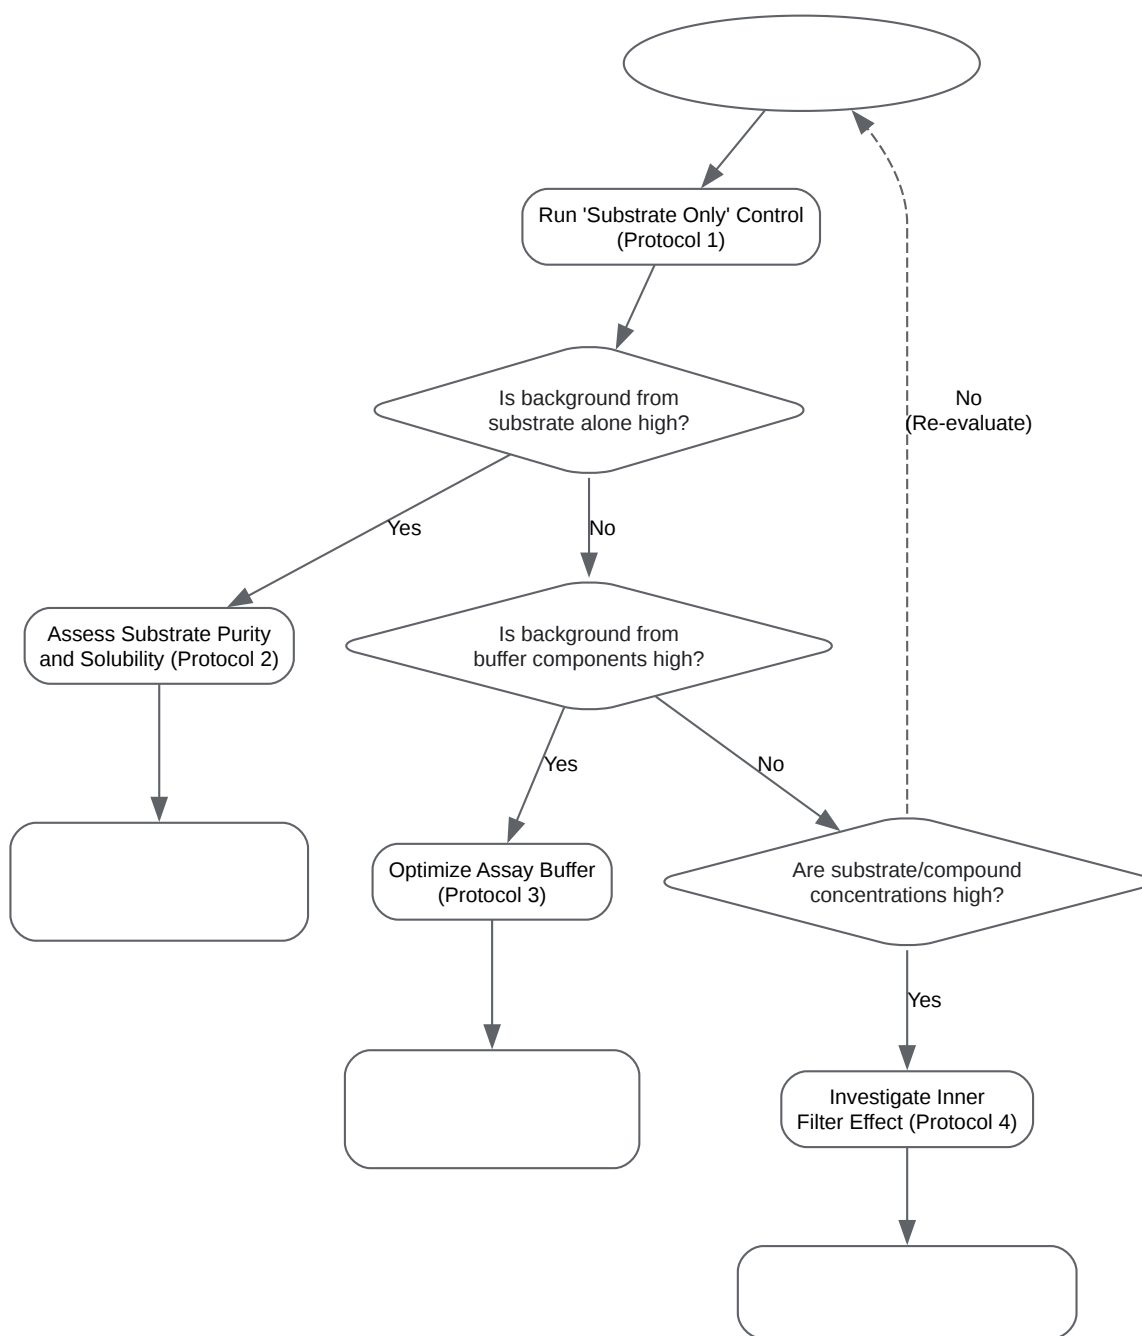 Run 'Substrate Only' Control
(Protocol 1)
Is background from
substrate alone high?
No
(Re-evaluate)
Yes
No
Assess Substrate Purity
and Solubility (Protocol 2)
Is background from
buffer components high?
Yes
No
Optimize Assay Buffer
(Protocol 3)
Are substrate/compound
concentrations high?
Yes
Investigate Inner
Filter Effect (Protocol 4)